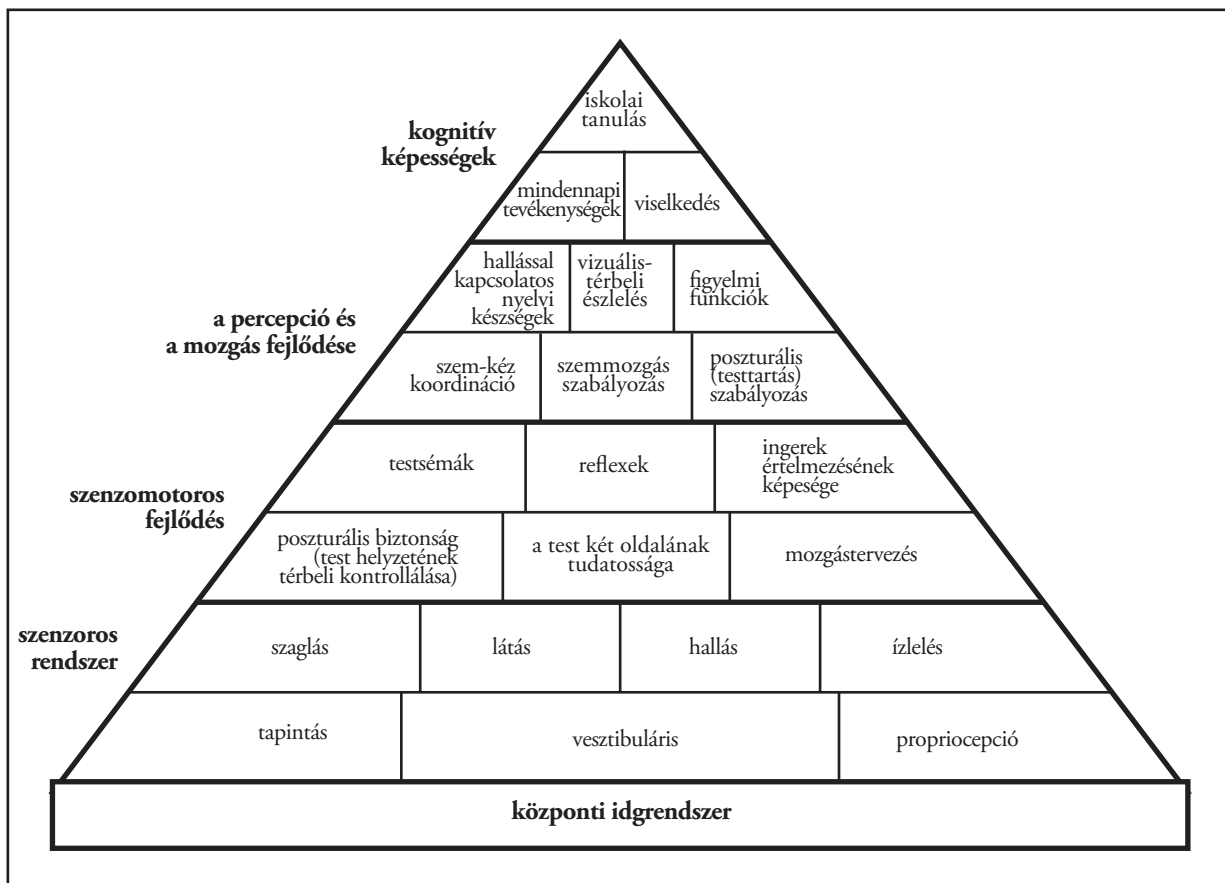 iskolai
tanulás
kognitív
képességek
mindennapi
tevékenységek
viselkedés
hallással
kapcsolatos
nyelvi
készségek
vizuális-
térbeli
észlelés
figyelmi
funkciók
a percepció és
a mozgás fejlődése
szem-kéz
koordináció
szemmozgás
szabályozás
poszturális
(testtartás)
szabályozás
testsémák
reflexek
ingerek
értelmezésének
képesége
szenzomotoros
fejlődés
poszturális biztonság
(test helyzetének
térbeli kontrollálása)
a test két oldalának
tudatossága
mozgástervezés
szenzoros
rendszer
szaglás
látás
hallás
ízlelés
tapintás
vesztibuláris
propriocepció
központi idgrendszer